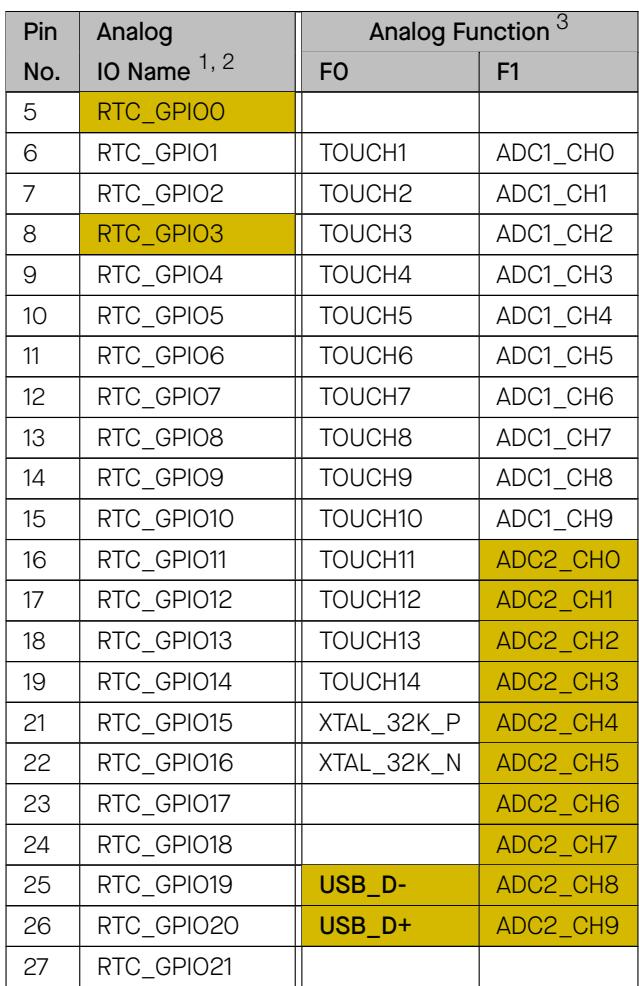 Pin Analog Analog Function 3
No. IO Name 1, 2 F0 F1
5 RTC_GPIO0
6 RTC_GPIO1 TOUCH1 ADC1_CH0
7 RTC_GPIO2 TOUCH2 ADC1_CH1
8 RTC_GPIO3 TOUCH3 ADC1_CH2
9 RTC_GPIO4 TOUCH4 ADC1_CH3
10 RTC_GPIO5 TOUCH5 ADC1_CH4
11 RTC_GPIO6 TOUCH6 ADC1_CH5
12 RTC_GPIO7 TOUCH7 ADC1_CH6
13 RTC_GPIO8 TOUCH8 ADC1_CH7
14 RTC_GPIO9 TOUCH9 ADC1_CH8
15 RTC_GPIO10 TOUCH10 ADC1_CH9
16 RTC_GPIO11 TOUCH11 ADC2_CH0
17 RTC_GPIO12 TOUCH12 ADC2_CH1
18 RTC_GPIO13 TOUCH13 ADC2_CH2
19 RTC_GPIO14 TOUCH14 ADC2_CH3
21 RTC_GPIO15 XTAL_32K_P ADC2_CH4
22 RTC_GPIO16 XTAL_32K_N ADC2_CH5
23 RTC_GPIO17 ADC2_CH6
24 RTC_GPIO18 ADC2_CH7
25 RTC_GPIO19 USB_D- ADC2_CH8
26 RTC_GPIO20 USB_D+ ADC2_CH9
27 RTC_GPIO21